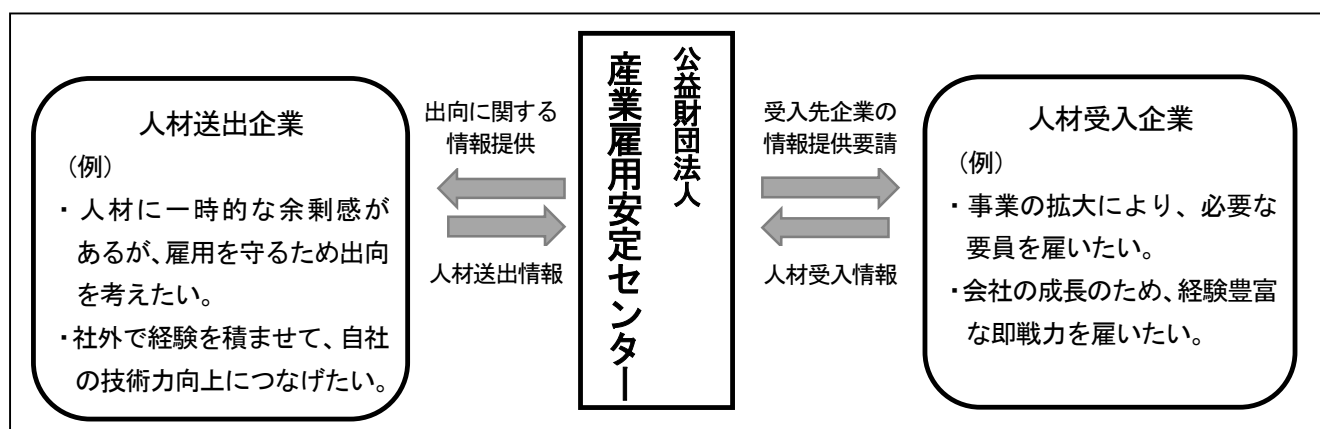 人材送出企業
（例）
・人材に一時的な余剰感が
あるが、雇用を守るため出向
を考えたい。
・社外で経験を積ませて、自社
の技術力向上につなげたい。
出向に関する
情報提供
人材送出情報
公益財団法人
産業雇用安定センター
受入先企業の
情報提供要請
人材受入情報
人材受入企業
（例）
・事業の拡大により、必要な
要員を雇いたい。
・会社の成長のため、経験豊富
な即戦力を雇いたい。